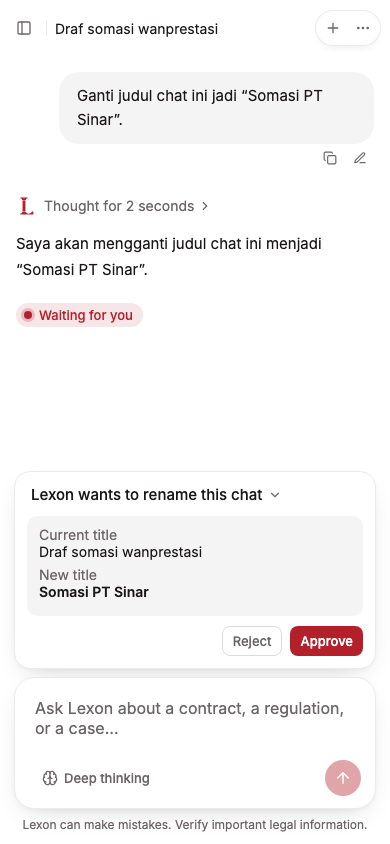 Draf somasi wanprestasi
Ganti judul chat ini jadi “Somasi PT
Sinar”.
L
Thought for 2 seconds
Saya akan mengganti judul chat ini menjadi
“Somasi PT Sinar”.
Waiting for you
Lexon wants to rename this chat
Current title
Draf somasi wanprestasi
New title
Somasi PT Sinar
Reject
Approve
Ask Lexon about a contract, a regulation,
or a case...
Deep thinking
Lexon can make mistakes. Verify important legal information.